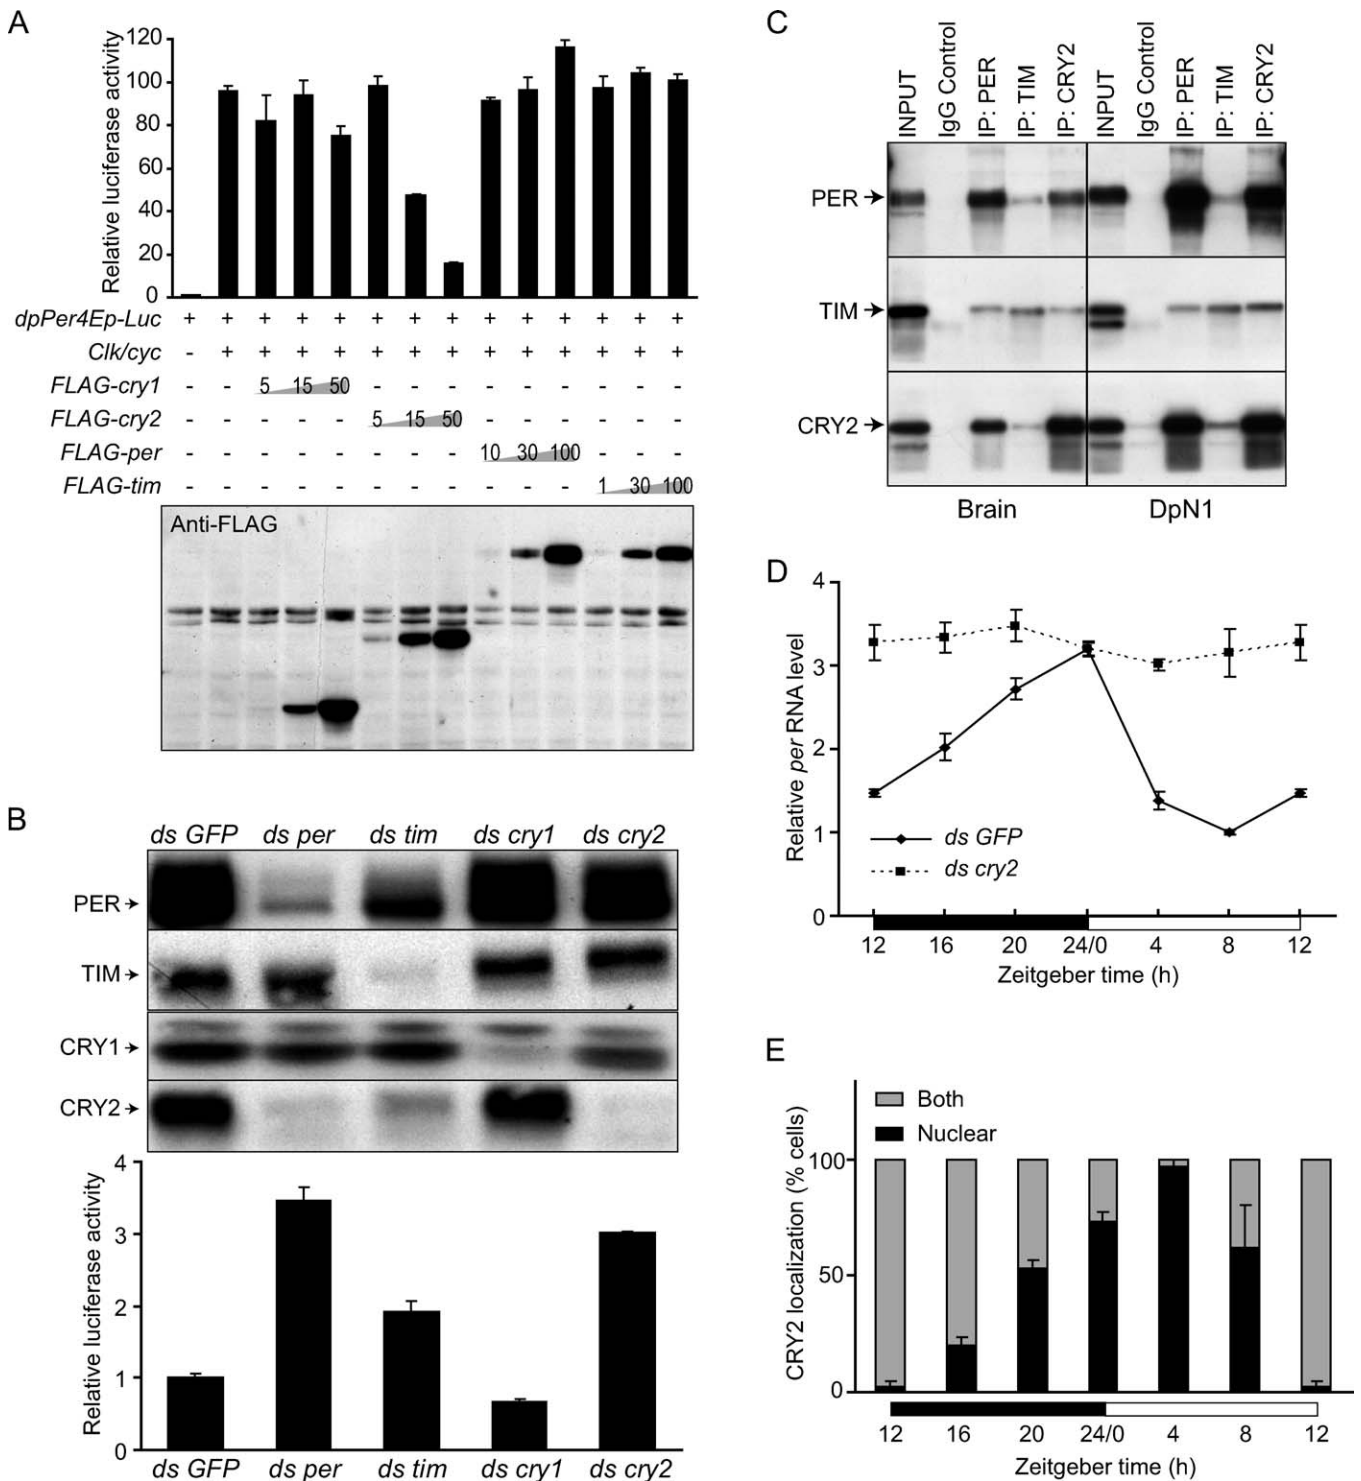 A
Relative luciferase activity
120
100
80
60
40
20
0
dpPer4Ep-Luc + + + + + + + + + + + + + +
Clk/cyc - + + + + + + + + + + + + +
FLAG-cry1 - - 5 15 50 - - - - - - - - -
FLAG-cry2 - - - - - 5 15 50 - - - - - -
FLAG-per - - - - - - - - 10 30 100 - - -
FLAG-tim - - - - - - - - - - - 1 30 100
Anti-FLAG
B
ds GFP ds per ds tim ds cry1 ds cry2
PER
TIM
CRY1
CRY2
Relative luciferase activity
4
3
2
1
0
ds GFP ds per ds tim ds cry1 ds cry2
C
INPUT IgG Control IP: PER IP: TIM IP: CRY2 INPUT IgG Control IP: PER IP: TIM IP: CRY2
PER
TIM
CRY2
Brain DpN1
D
Relative per RNA level
4
3
2
1
0
ds GFP
ds cry2
12 16 20 24/0 4 8 12
Zeitgeber time (h)
E
CRY2 localization (% cells)
Both
Nuclear
100
50
0
12 16 20 24/0 4 8 12
Zeitgeber time (h)